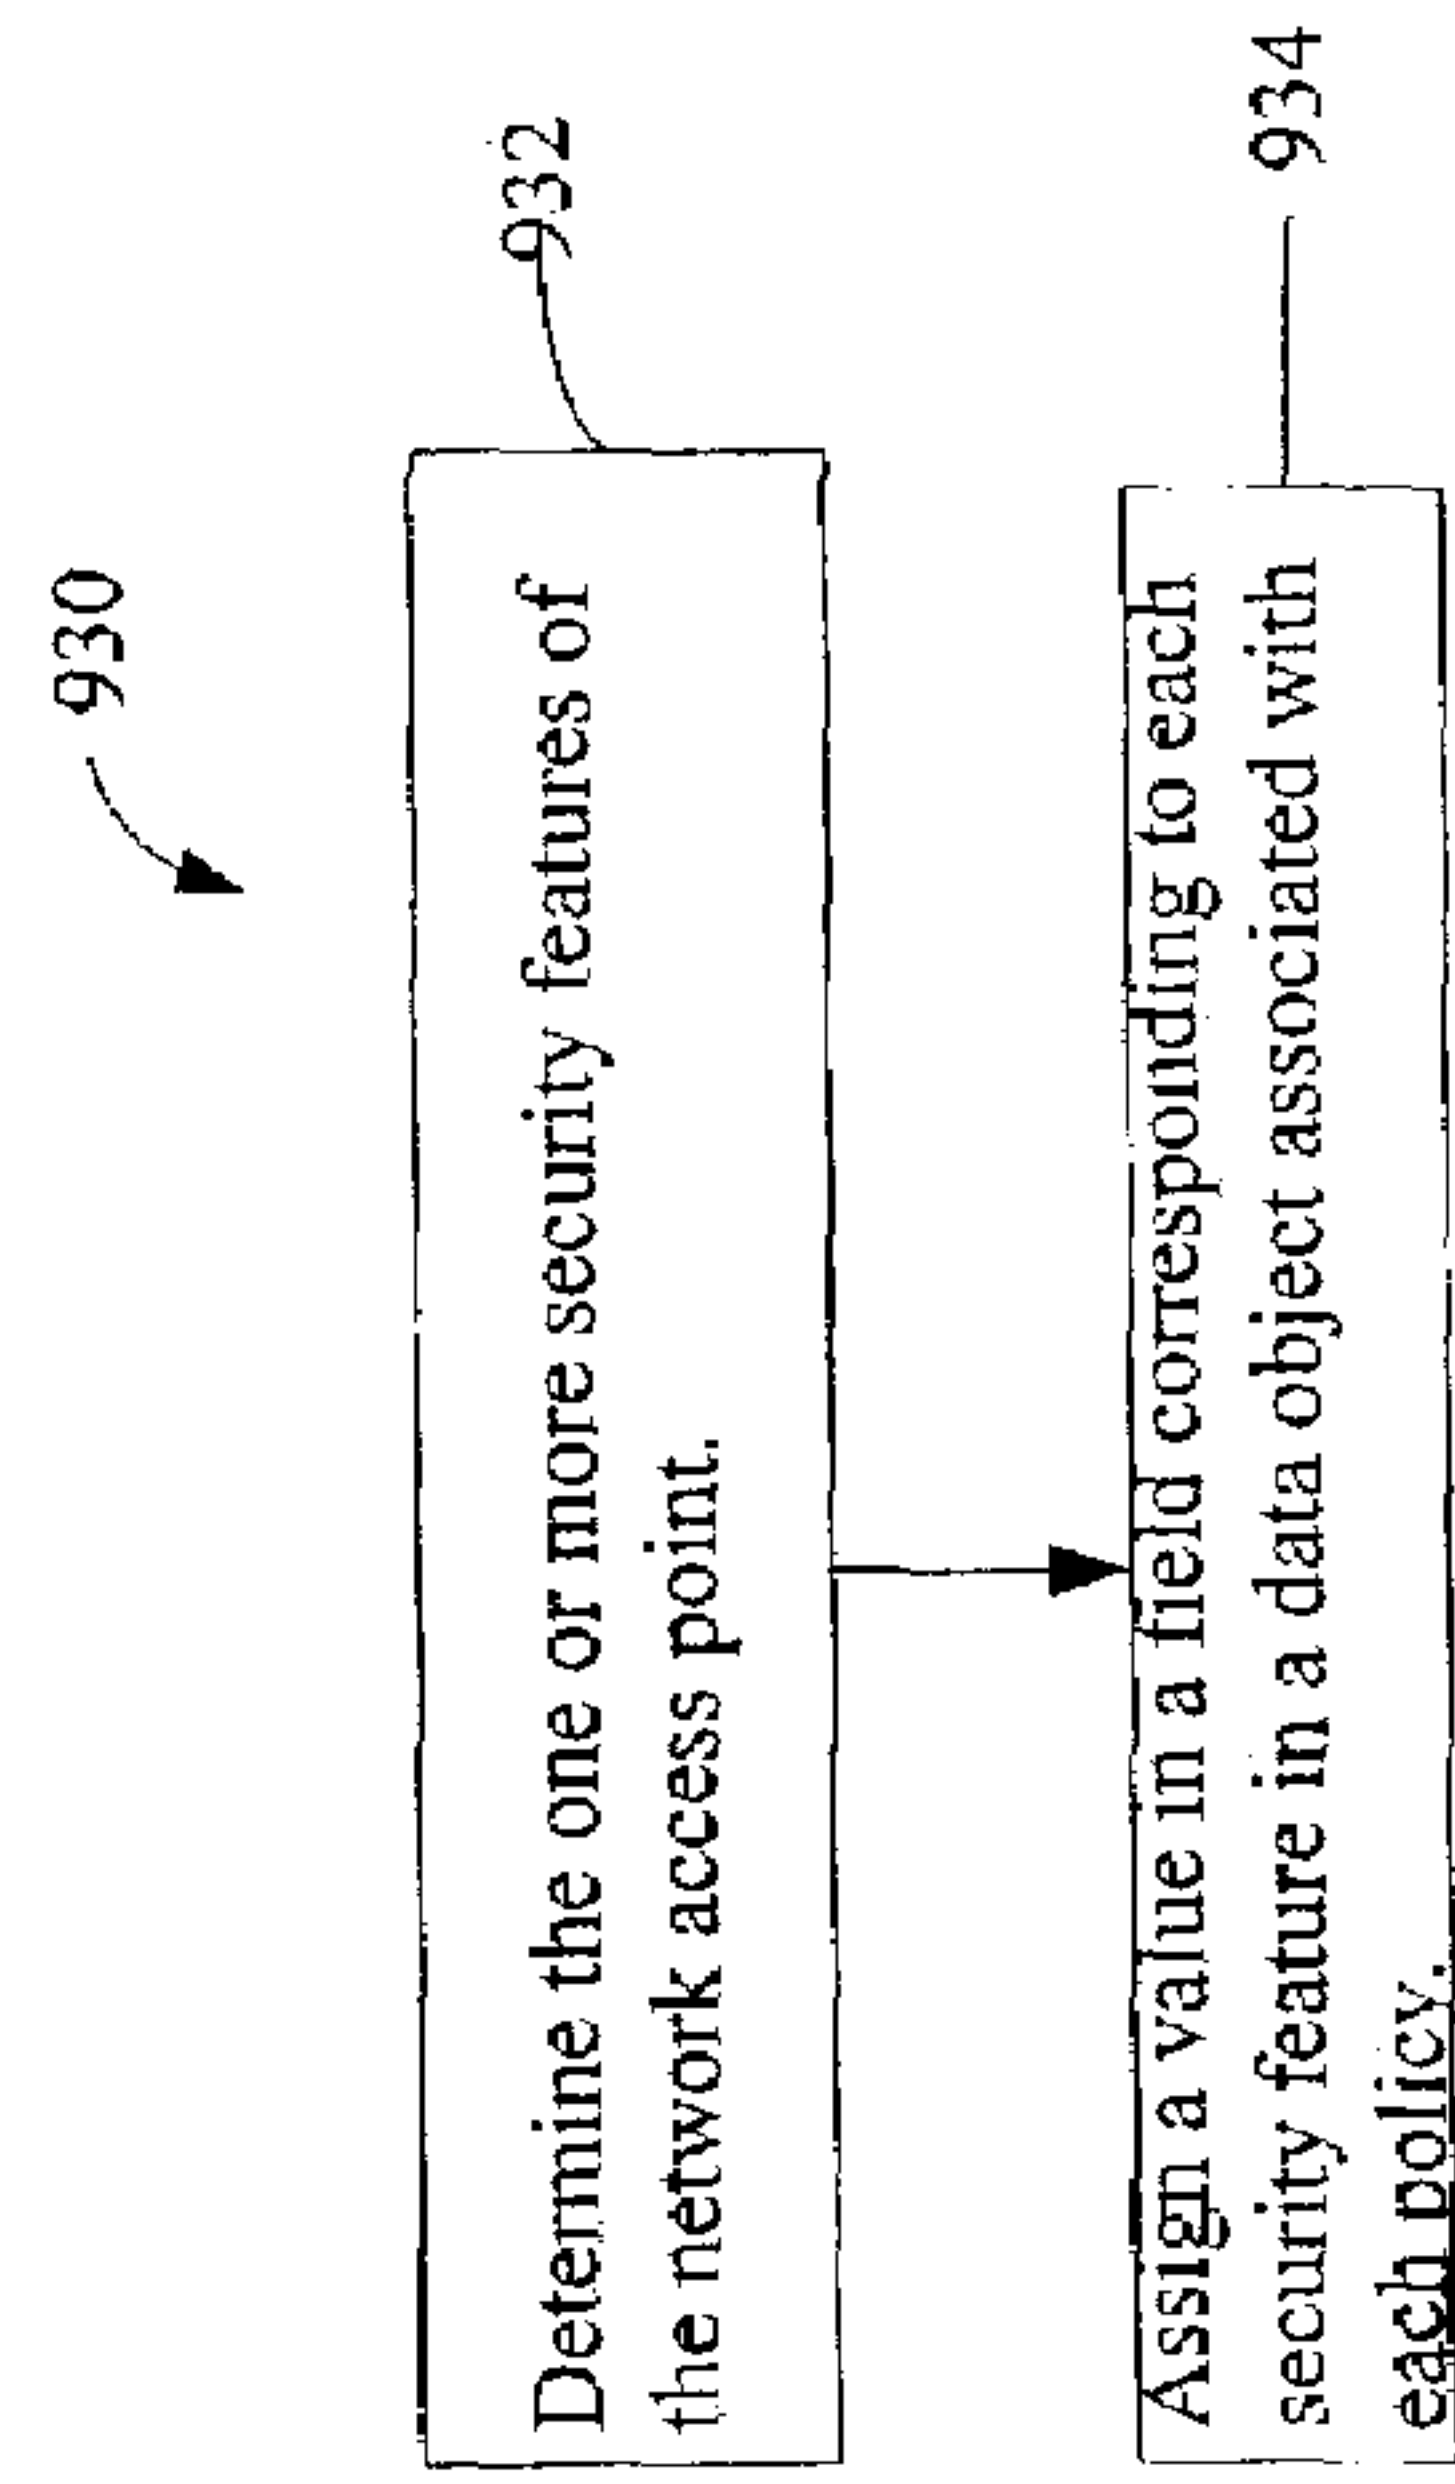 930
Determine the one or more security features of
the network access point.
932
Assign a value in a field corresponding to each
security feature in a data object associated with
each policy.
934